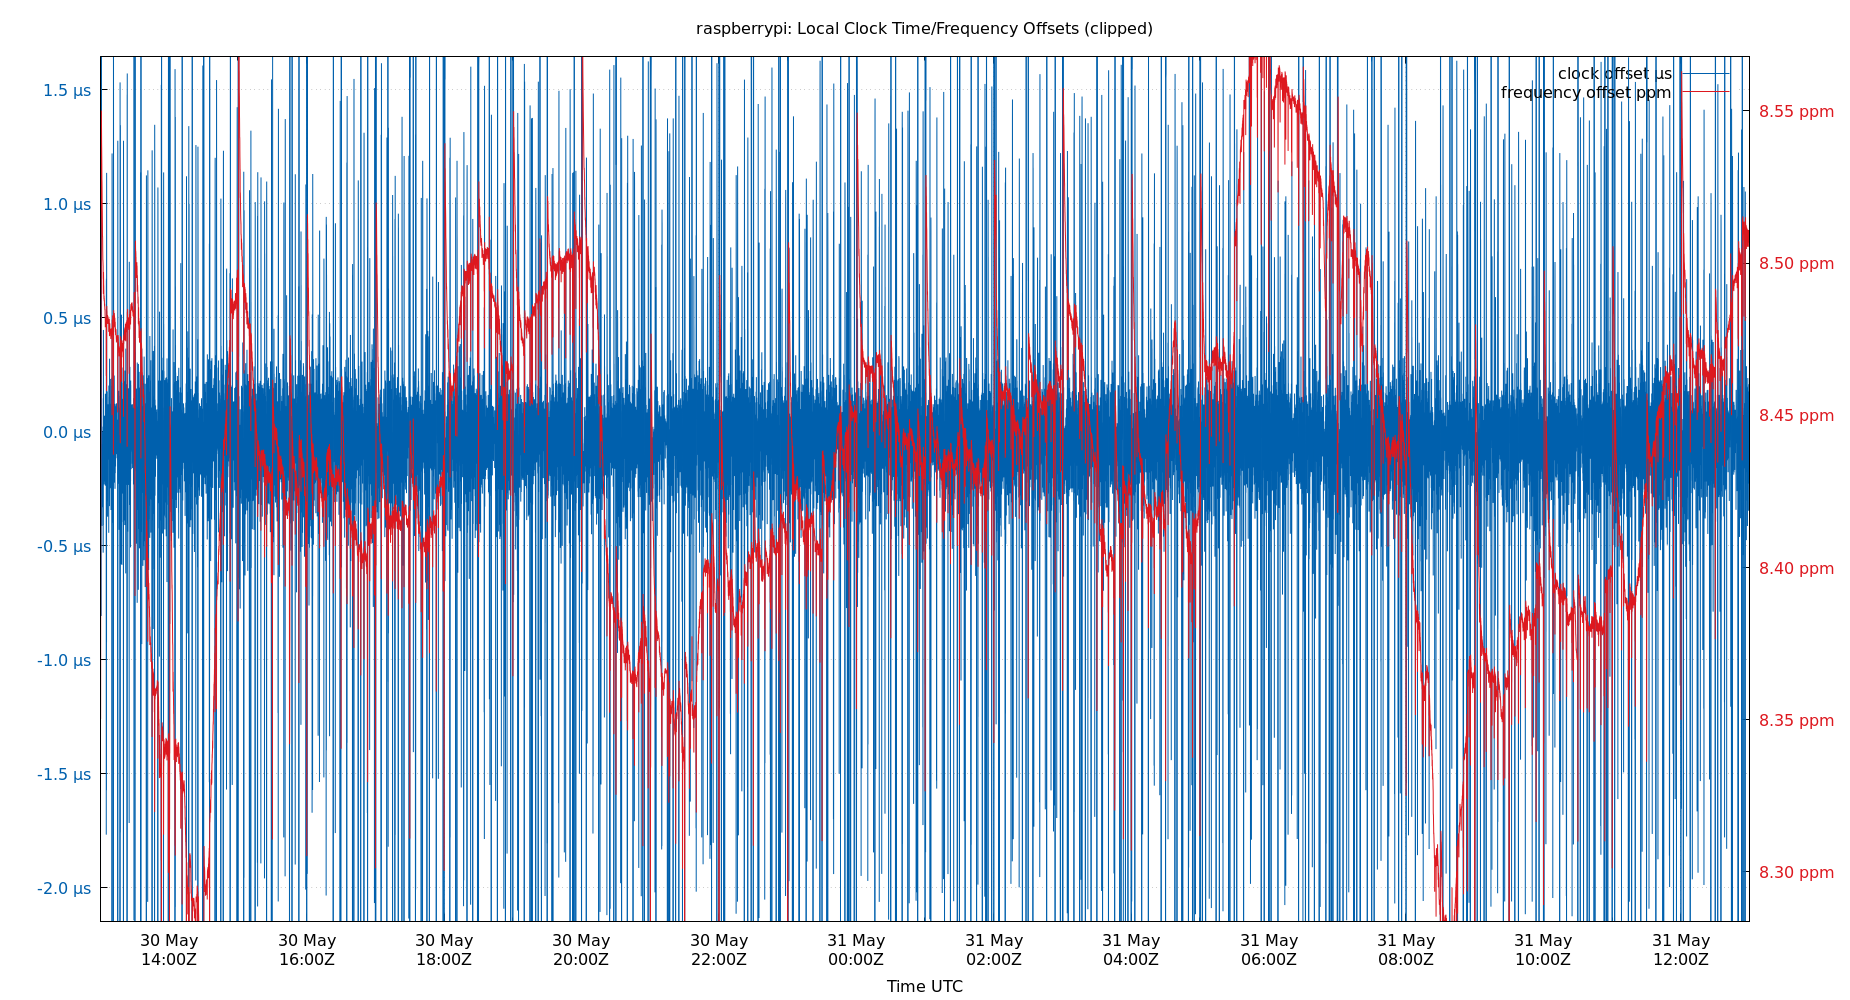 raspberrypi: Local Clock Time/Frequency Offsets (clipped)
clock offset µs
frequency offset ppm
1.5 µs
1.0 µs
0.5 µs
0.0 µs
-0.5 µs
-1.0 µs
-1.5 µs
-2.0 µs
8.55 ppm
8.50 ppm
8.45 ppm
8.40 ppm
8.35 ppm
8.30 ppm
30 May 30 May 30 May 30 May 30 May 31 May 31 May 31 May 31 May 31 May 31 May 31 May
14:00Z 16:00Z 18:00Z 20:00Z 22:00Z 00:00Z 02:00Z 04:00Z 06:00Z 08:00Z 10:00Z 12:00Z
Time UTC